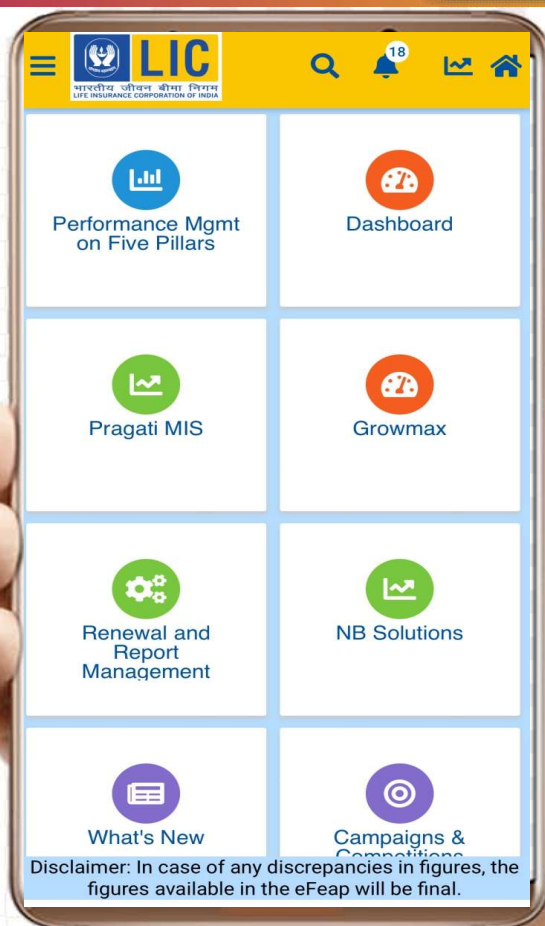 LIC
भारतीय जीवन बीमा निगम
LIFE INSURANCE CORPORATION OF INDIA
18
Performance Mgmt
on Five Pillars
Dashboard
Pragati MIS
Growmax
Renewal and
Report
Management
NB Solutions
What's New
Campaigns &
Competitions
Disclaimer: In case of any discrepancies in figures, the
figures available in the eFeap will be final.